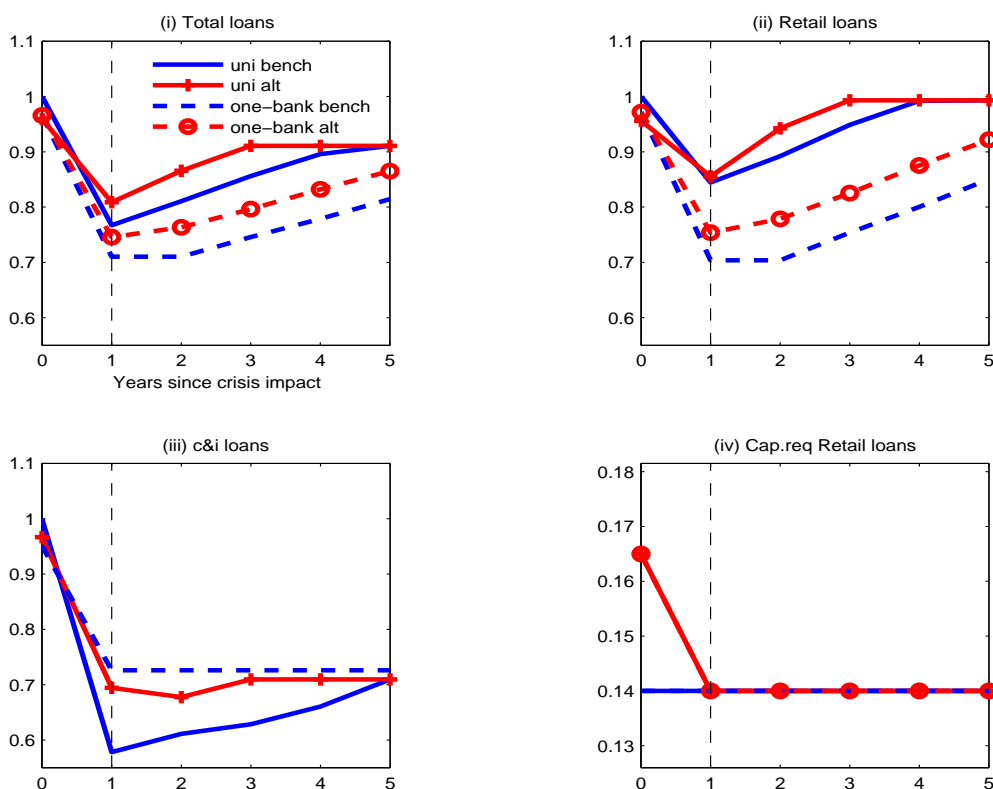 (i) Total loans
1.1
1
0.9
0.8
0.7
0.6
0 1 2 3 4 5
Years since crisis impact
uni bench
uni alt
one−bank bench
one−bank alt
(ii) Retail loans
1.1
1
0.9
0.8
0.7
0.6
0 1 2 3 4 5
(iii) c&i loans
1.1
1
0.9
0.8
0.7
0.6
0 1 2 3 4 5
(iv) Cap.req Retail loans
0.18
0.17
0.16
0.15
0.14
0.13
0 1 2 3 4 5